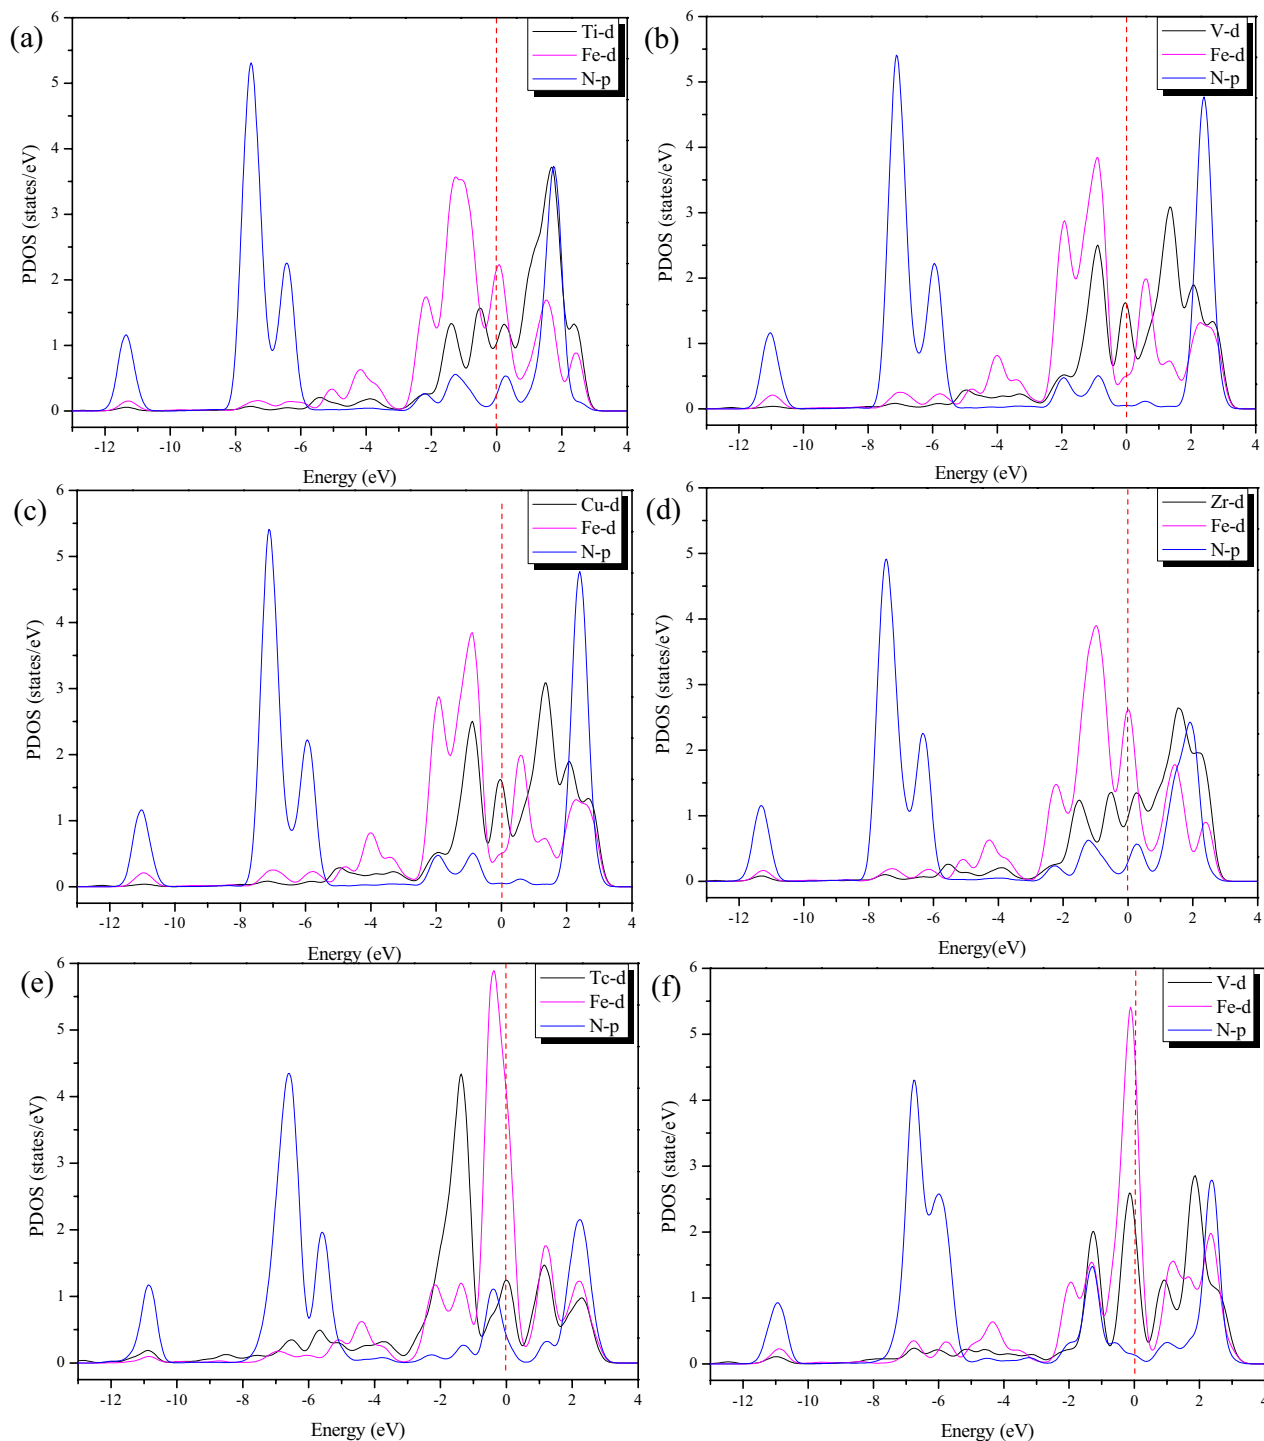 (a)
Ti-d
Fe-d
N-p
PDOS (states/eV)
6
5
4
3
2
1
0
-12 -10 -8 -6 -4 -2 0 2 4
Energy (eV)
(b)
V-d
Fe-d
N-p
PDOS (states/eV)
6
5
4
3
2
1
0
-12 -10 -8 -6 -4 -2 0 2 4
Energy (eV)
(c)
Cu-d
Fe-d
N-p
PDOS (states/eV)
6
5
4
3
2
1
0
-12 -10 -8 -6 -4 -2 0 2 4
Energy (eV)
(d)
Zr-d
Fe-d
N-p
PDOS (states/eV)
6
5
4
3
2
1
0
-12 -10 -8 -6 -4 -2 0 2 4
Energy(eV)
(e)
Tc-d
Fe-d
N-p
PDOS (states/eV)
6
5
4
3
2
1
0
-12 -10 -8 -6 -4 -2 0 2 4
Energy (eV)
(f)
V-d
Fe-d
N-p
PDOS (state/eV)
6
5
4
3
2
1
0
-12 -10 -8 -6 -4 -2 0 2 4
Energy (eV)